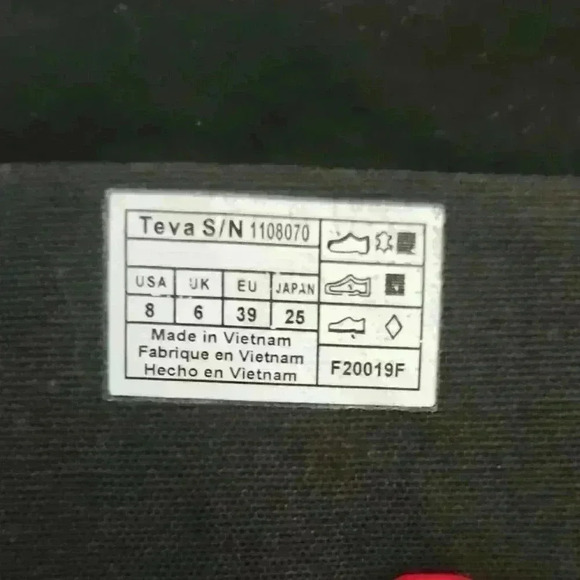 Teva S/N 1108070
USA UK EU JAPAN
8 6 39 25
Made in Vietnam
Fabrique en Vietnam
Hecho en Vietnam
F20019F